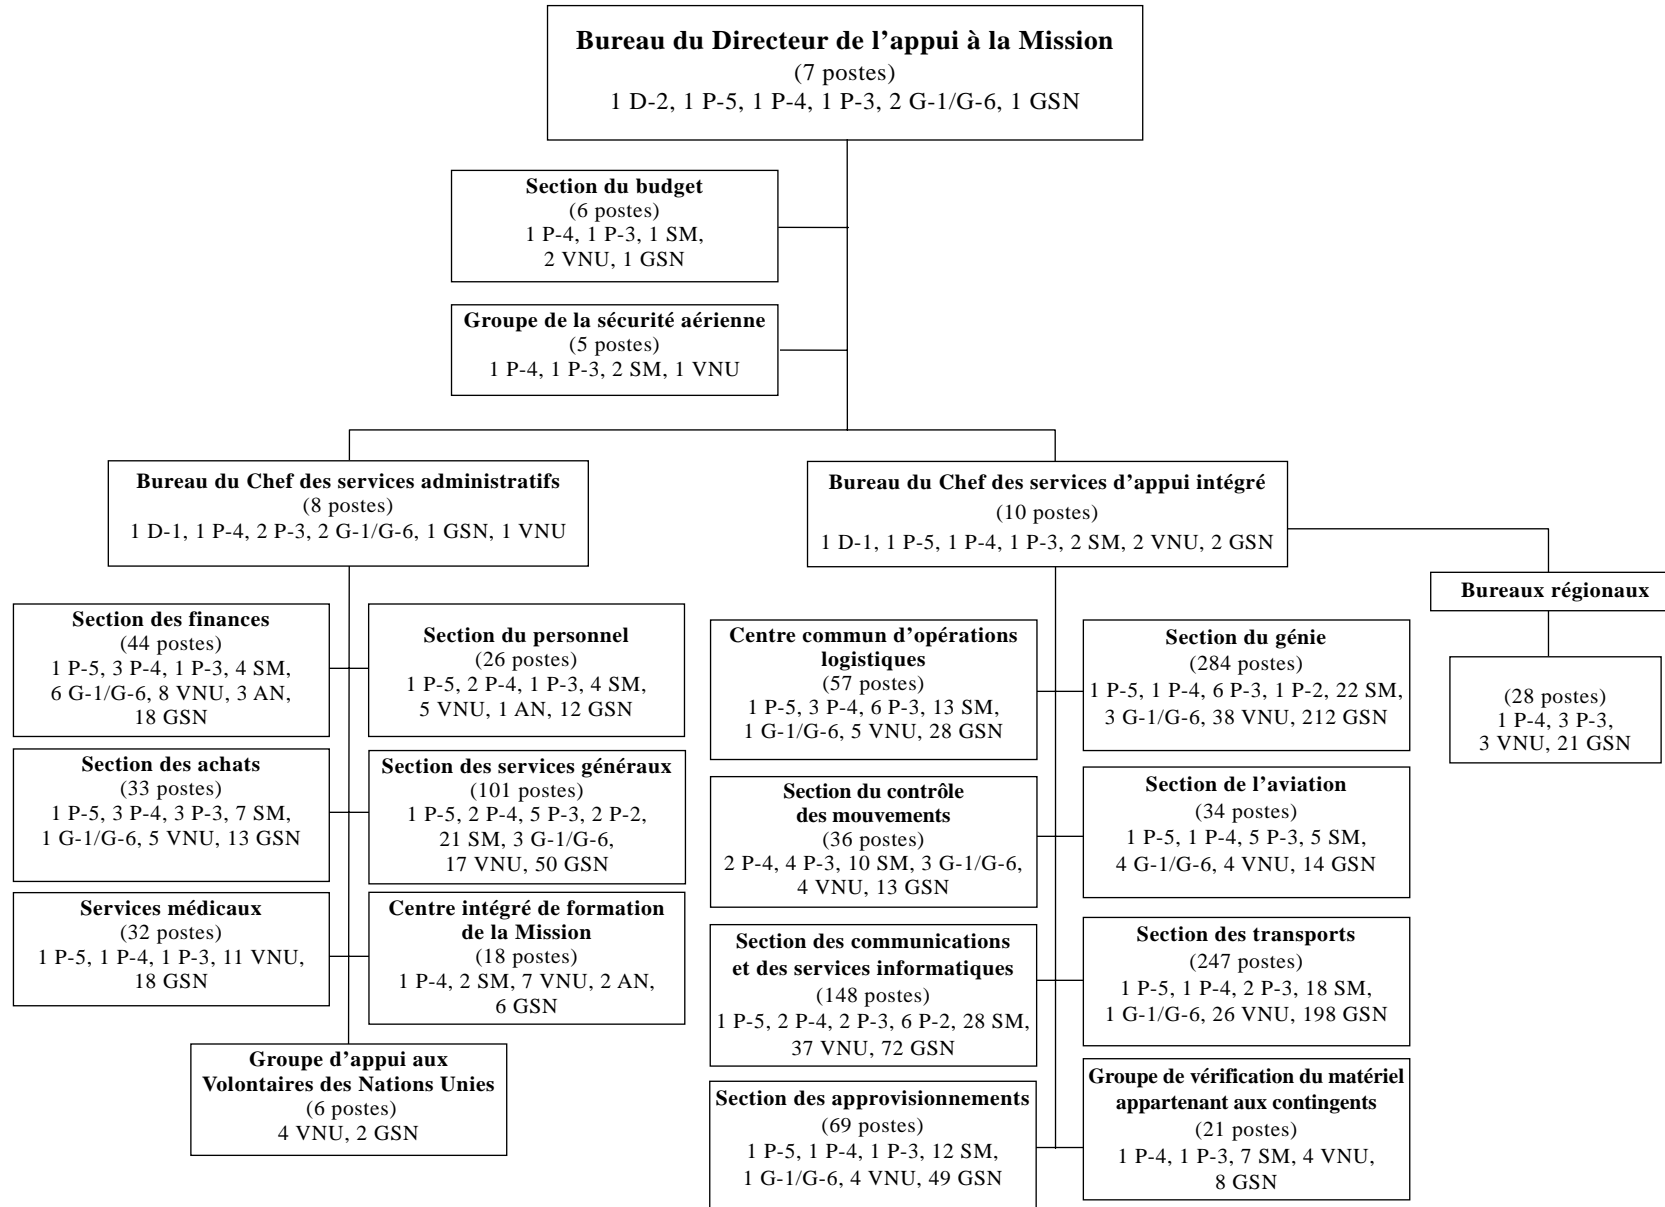 Bureau du Directeur de l’appui à la Mission
(7 postes)
1 D-2, 1 P-5, 1 P-4, 1 P-3, 2 G-1/G-6, 1 GSN
Section du budget
(6 postes)
1 P-4, 1 P-3, 1 SM,
2 VNU, 1 GSN
Groupe de la sécurité aérienne
(5 postes)
1 P-4, 1 P-3, 2 SM, 1 VNU
Bureau du Chef des services administratifs
(8 postes)
1 D-1, 1 P-4, 2 P-3, 2 G-1/G-6, 1 GSN, 1 VNU
Bureau du Chef des services d’appui intégré
(10 postes)
1 D-1, 1 P-5, 1 P-4, 1 P-3, 2 SM, 2 VNU, 2 GSN
Bureaux régionaux
(28 postes)
1 P-4, 3 P-3,
3 VNU, 21 GSN
Section des finances
(44 postes)
1 P-5, 3 P-4, 1 P-3, 4 SM,
6 G-1/G-6, 8 VNU, 3 AN,
18 GSN
Section du personnel
(26 postes)
1 P-5, 2 P-4, 1 P-3, 4 SM,
5 VNU, 1 AN, 12 GSN
Section des achats
(33 postes)
1 P-5, 3 P-4, 3 P-3, 7 SM,
1 G-1/G-6, 5 VNU, 13 GSN
Section des services généraux
(101 postes)
1 P-5, 2 P-4, 5 P-3, 2 P-2,
21 SM, 3 G-1/G-6,
17 VNU, 50 GSN
Services médicaux
(32 postes)
1 P-5, 1 P-4, 1 P-3, 11 VNU,
18 GSN
Centre intégré de formation
de la Mission
(18 postes)
1 P-4, 2 SM, 7 VNU, 2 AN,
6 GSN
Groupe d’appui aux
Volontaires des Nations Unies
(6 postes)
4 VNU, 2 GSN
Centre commun d’opérations
logistiques
(57 postes)
1 P-5, 3 P-4, 6 P-3, 13 SM,
1 G-1/G-6, 5 VNU, 28 GSN
Section du génie
(284 postes)
1 P-5, 1 P-4, 6 P-3, 1 P-2, 22 SM,
3 G-1/G-6, 38 VNU, 212 GSN
Section du contrôle
des mouvements
(36 postes)
2 P-4, 4 P-3, 10 SM, 3 G-1/G-6,
4 VNU, 13 GSN
Section de l’aviation
(34 postes)
1 P-5, 1 P-4, 5 P-3, 5 SM,
4 G-1/G-6, 4 VNU, 14 GSN
Section des communications
et des services informatiques
(148 postes)
1 P-5, 2 P-4, 2 P-3, 6 P-2, 28 SM,
37 VNU, 72 GSN
Section des transports
(247 postes)
1 P-5, 1 P-4, 2 P-3, 18 SM,
1 G-1/G-6, 26 VNU, 198 GSN
Section des approvisionnements
(69 postes)
1 P-5, 1 P-4, 1 P-3, 12 SM,
1 G-1/G-6, 4 VNU, 49 GSN
Groupe de vérification du matériel
appartenant aux contingents
(21 postes)
1 P-4, 1 P-3, 7 SM, 4 VNU,
8 GSN